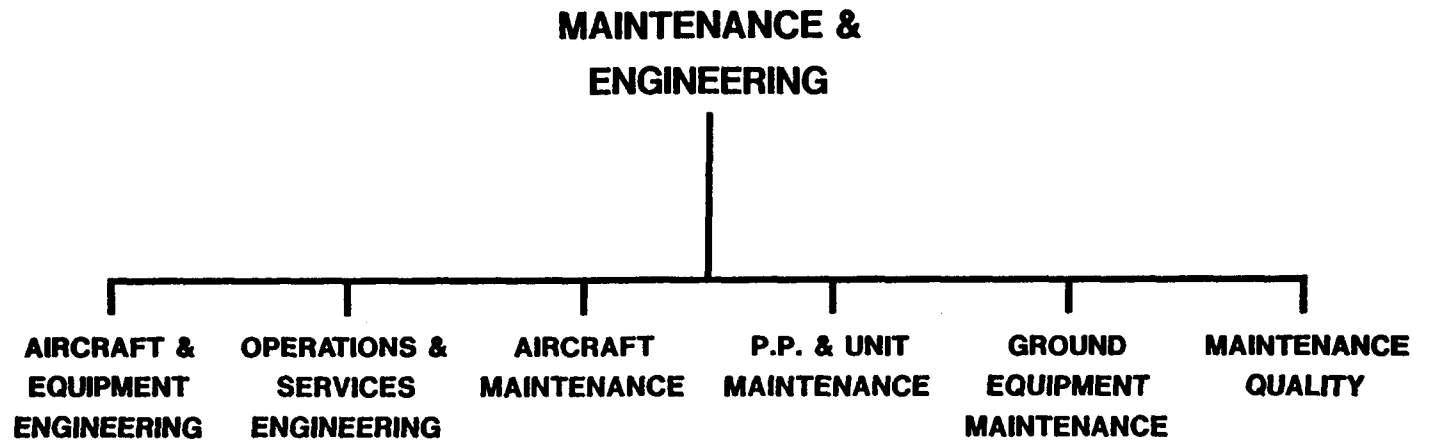 MAINTENANCE &
ENGINEERING
AIRCRAFT &
EQUIPMENT
ENGINEERING
OPERATIONS &
SERVICES
ENGINEERING
AIRCRAFT
MAINTENANCE
P.P. & UNIT
MAINTENANCE
GROUND
EQUIPMENT
MAINTENANCE
MAINTENANCE
QUALITY